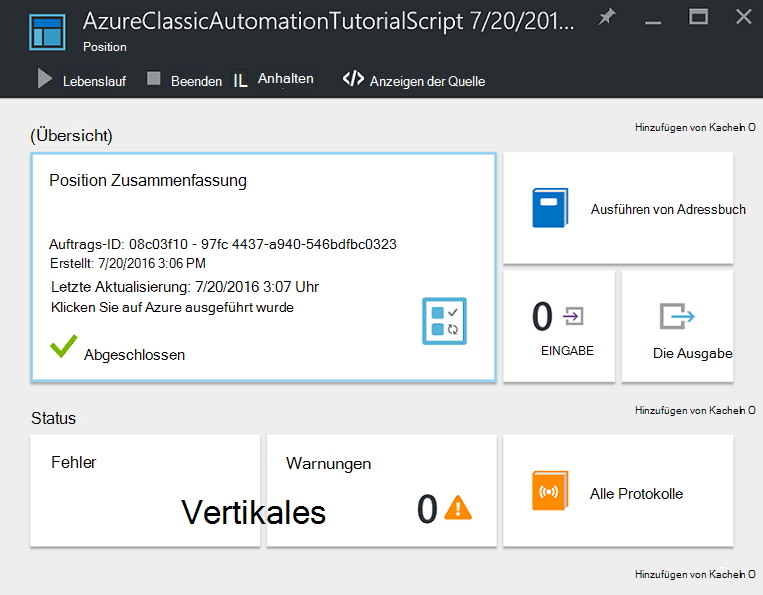 AzureClassicAutomationTutorialScript 7/20/201...
Position
Lebenslauf
Beenden
Anhalten
Anzeigen der Quelle
Hinzufügen von Kacheln O
(Übersicht)
Position Zusammenfassung
Auftrags-ID: 08c03f10 - 97fc 4437-a940-546bdfbc0323
Erstellt: 7/20/2016 3:06 PM
Letzte Aktualisierung: 7/20/2016 3:07 Uhr
Klicken Sie auf Azure ausgeführt wurde
Abgeschlossen
Ausführen von Adressbuch
0
EINGABE
Die Ausgabe
Hinzufügen von Kacheln O
Status
Fehler
Vertikales
Warnungen
0
Alle Protokolle
Hinzufügen von Kacheln O